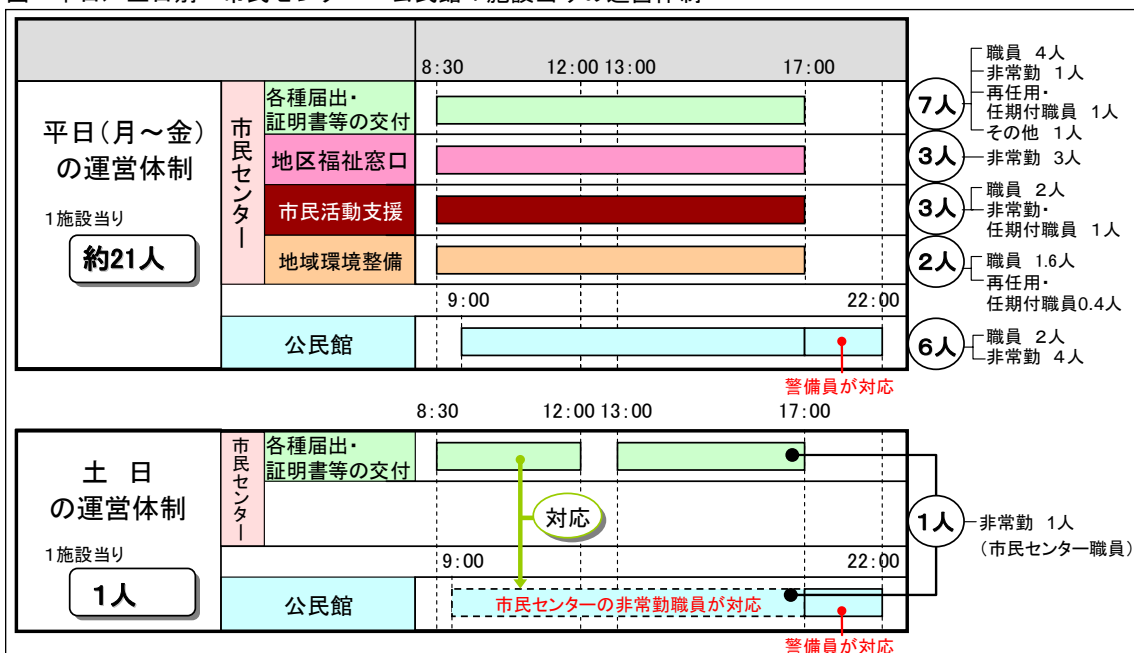 8:30 12:00 13:00 17:00
平日(月～金)
の運営体制
1施設当り
約21人
市民センター
各種届出・
証明書等の交付
地区福祉窓口
市民活動支援
地域環境整備
9:00 22:00
公民館
警備員が対応
7人
職員 4人
非常勤 1人
再任用・
任期付職員 1人
その他 1人
3人
非常勤 3人
3人
職員 2人
非常勤・
任期付職員 1人
2人
職員 1.6人
再任用・
任期付職員0.4人
6人
職員 2人
非常勤 4人
8:30 12:00 13:00 17:00
土 日
の運営体制
1施設当り
1人
市民センター
各種届出・
証明書等の交付
対応
9:00 22:00
公民館
市民センターの非常勤職員が対応
警備員が対応
1人
非常勤 1人
(市民センター職員)